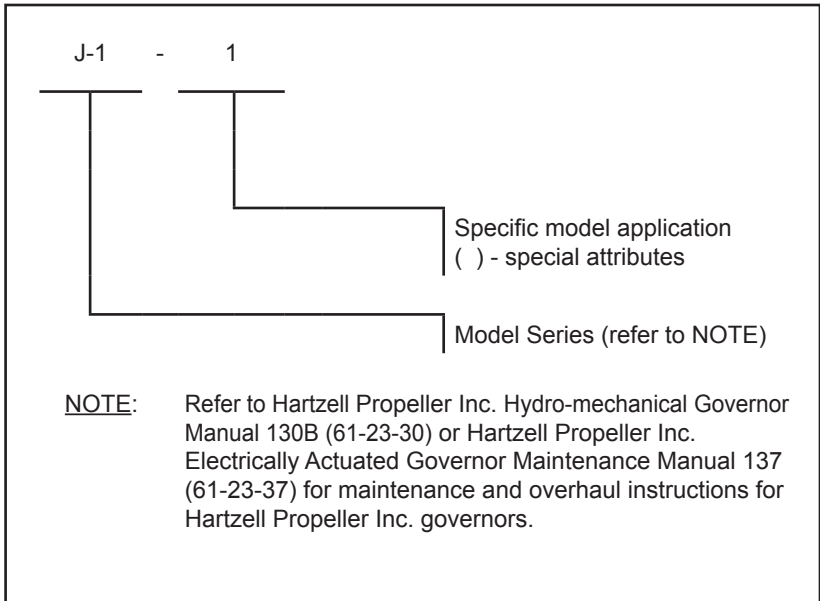 J-1 - 1
Specific model application
( ) - special attributes
Model Series (refer to NOTE)
NOTE: Refer to Hartzell Propeller Inc. Hydro-mechanical Governor
Manual 130B (61-23-30) or Hartzell Propeller Inc.
Electrically Actuated Governor Maintenance Manual 137
(61-23-37) for maintenance and overhaul instructions for
Hartzell Propeller Inc. governors.